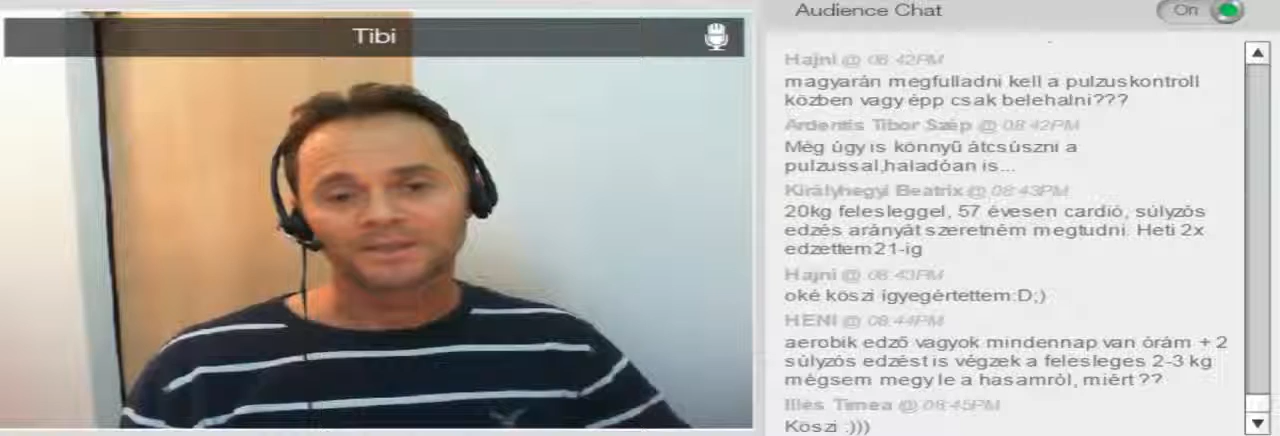 Tibi
Audience Chat
On
Hajni @ 08:42PM
magyarán megfulladni kell a pulzuskontroll
közben vagy épp csak belehalni???
Ardentis Tibor Szép @ 08:42PM
Még úgy is könnyű átcsúszni a
pulzussal,haladóan is...
Királyhegyi Beatrix @ 08:43PM
20kg felesleggel, 57 évesen cardió, súlyzós
edzés arányát szeretném megtudni. Heti 2x
edzettem21-ig
Hajni @ 08:43PM
oké köszi ígyegértettem:D;)
HENI @ 08:44PM
aerobik edző vagyok mindennap van órám + 2
súlyzós edzést is végzek a felesleges 2-3 kg
mégsem megy le a hasamról, miért ??
Illés Tímea @ 08:45PM
Köszi :)))